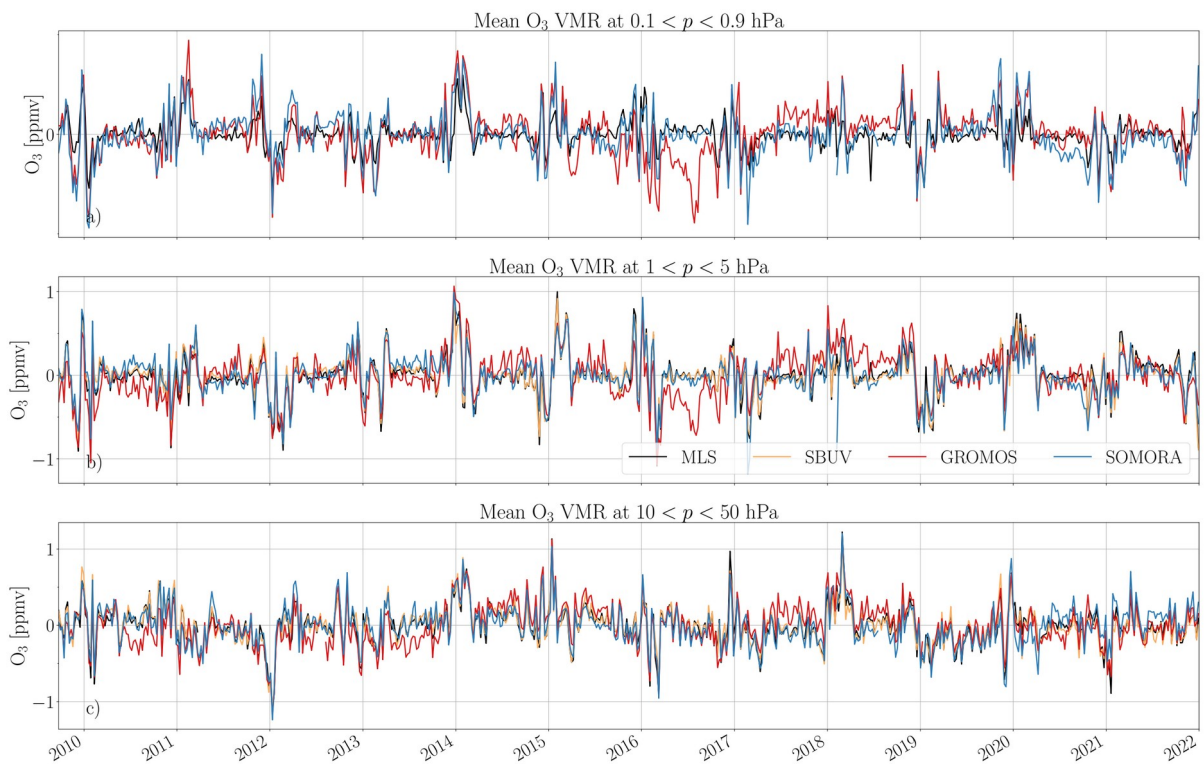 Mean O₃ VMR at 0.1 < p < 0.9 hPa
O₃ [ppmv]
0
a)
Mean O₃ VMR at 1 < p < 5 hPa
O₃ [ppmv]
1
0
−1
b)
MLS SBUV GROMOS SOMORA
Mean O₃ VMR at 10 < p < 50 hPa
O₃ [ppmv]
1
0
−1
c)
2010 2011 2012 2013 2014 2015 2016 2017 2018 2019 2020 2021 2022